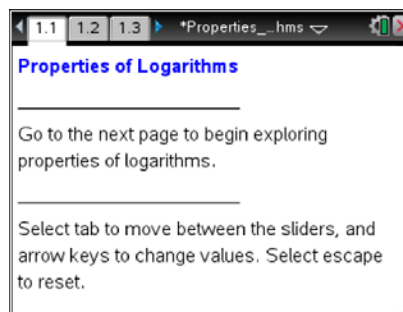 1.1 1.2 1.3 *Properties_...hms
Properties of Logarithms
Go to the next page to begin exploring
properties of logarithms.
Select tab to move between the sliders, and
arrow keys to change values. Select escape
to reset.